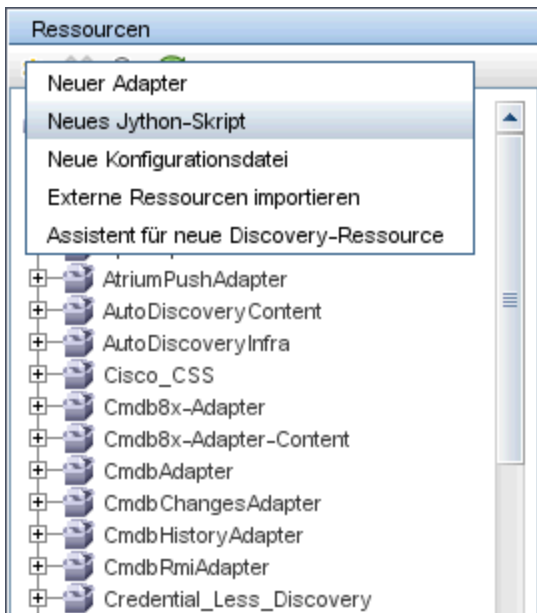 Ressourcen
Neuer Adapter
Neues Jython-Skript
Neue Konfigurationsdatei
Externe Ressourcen importieren
Assistent für neue Discovery-Ressource
AtriumPushAdapter
AutoDiscoveryContent
AutoDiscoveryInfra
Cisco_CSS
Cmdb8x-Adapter
Cmdb8x-Adapter-Content
CmdbAdapter
CmdbChangesAdapter
CmdbHistoryAdapter
CmdbRmiAdapter
Credential_Less_Discovery